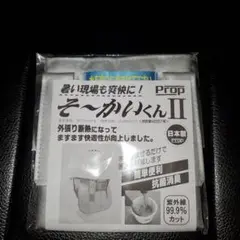 Prop
暑い現場も爽快に!
そ〜かいくんII
日本製
外張り断熱になって
ますます快適性が向上しました。
簡単便利
抗菌消臭
紫外線
99.9%
カット